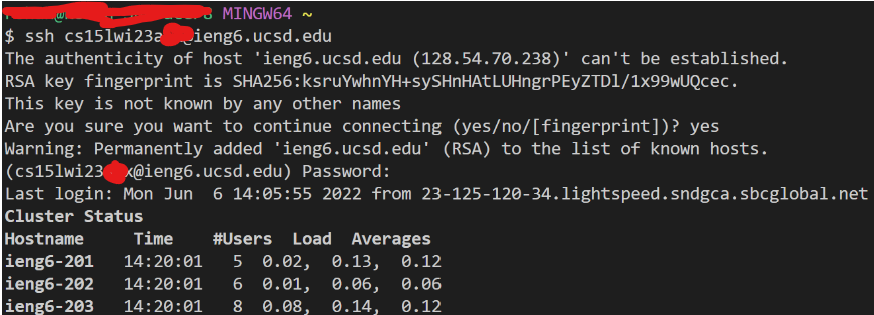 MINGW64 ~
$ ssh cs15lwi23a @ieng6.ucsd.edu
The authenticity of host 'ieng6.ucsd.edu (128.54.70.238)' can't be established.
RSA key fingerprint is SHA256:ksruYwhnYH+sySHnHAtLUHngrPEyZTDl/1x99wUQcec.
This key is not known by any other names
Are you sure you want to continue connecting (yes/no/[fingerprint])? yes
Warning: Permanently added 'ieng6.ucsd.edu' (RSA) to the list of known hosts.
(cs15lwi23 x@ieng6.ucsd.edu) Password:
Last login: Mon Jun  6 14:05:55 2022 from 23-125-120-34.lightspeed.sndgca.sbcglobal.net
Cluster Status
Hostname     Time    #Users  Load  Averages
ieng6-201   14:20:01   5  0.02,  0.13,  0.12
ieng6-202   14:20:01   6  0.01,  0.06,  0.06
ieng6-203   14:20:01   8  0.08,  0.14,  0.12